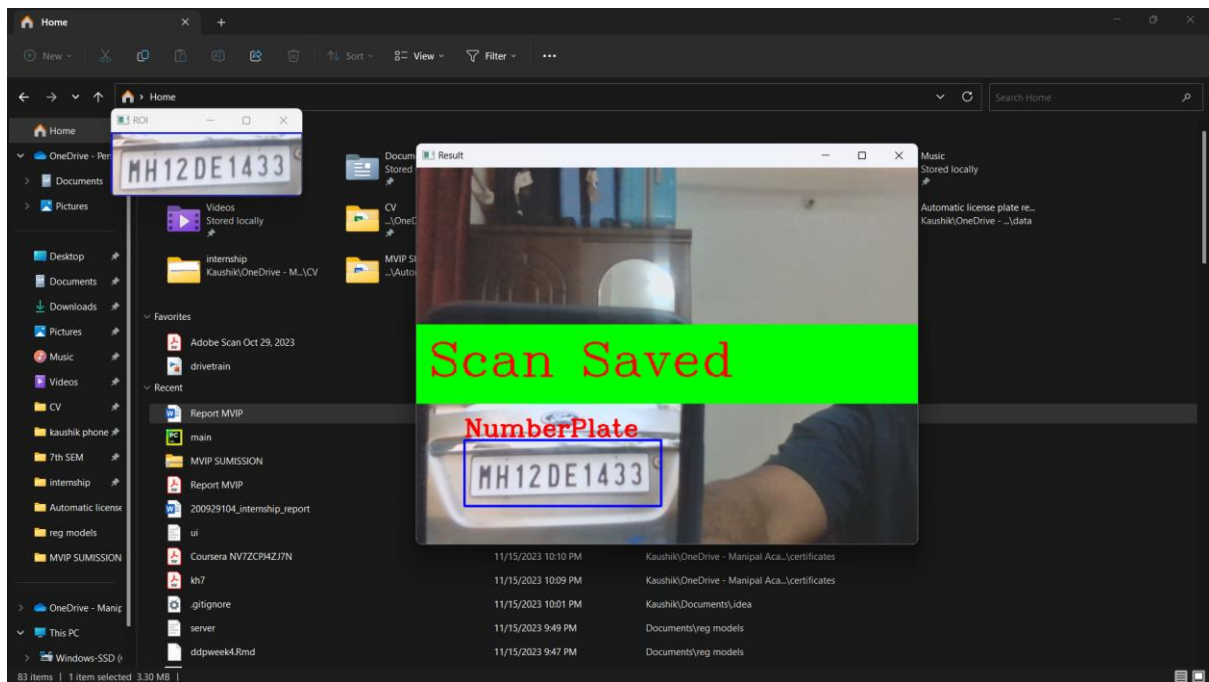 Home
New
Sort
View
Filter
Home
Search Home
ROI
MH12DE1433
Home
OneDrive - Per
Documents
Pictures
Desktop
Documents
Downloads
Pictures
Music
Videos
CV
kaushik phone
7th SEM
internship
Automatic license
reg models
MVIP SUMISSION
OneDrive - Manip
This PC
Windows-SSD (
Videos
Stored locally
internship
Kaushik\OneDrive - M...\CV
Docum
Stored
CV
...\OneD
MVIP SU
...\Autor
Music
Stored locally
Automatic license plate re...
Kaushik\OneDrive - ...\data
Favorites
Adobe Scan Oct 29, 2023
drivetrain
Recent
Report MVIP
main
MVIP SUMISSION
Report MVIP
200929104_internship_report
ui
Coursera NV7ZCPJ4ZJ7N 11/15/2023 10:10 PM Kaushik\OneDrive - Manipal Aca...\certificates
kh7 11/15/2023 10:09 PM Kaushik\OneDrive - Manipal Aca...\certificates
.gitignore 11/15/2023 10:01 PM Kaushik\Documents\.idea
server 11/15/2023 9:49 PM Documents\reg models
ddpweek4.Rmd 11/15/2023 9:47 PM Documents\reg models
Result
Scan Saved
NumberPlate
MH12DE1433
83 items | 1 item selected 3.30 MB |